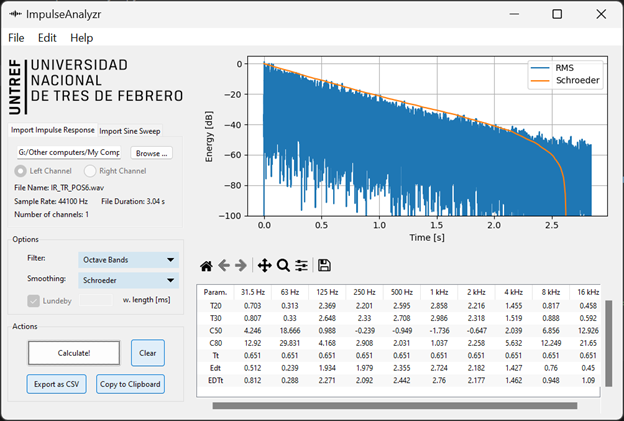 ImpulseAnalyzr
File Edit Help
UNTREF
UNIVERSIDAD
NACIONAL
DE TRES DE FEBRERO
Import Impulse Response Import Sine Sweep
G:/Other computers/My Comp Browse ...
Left Channel Right Channel
File Name: IR_TR_POS6.wav
Sample Rate: 44100 Hz File Duration: 3.04 s
Number of channels: 1
Options
Filter: Octave Bands
Smoothing: Schroeder
Lundeby w. length [ms]
Actions
Calculate! Clear
Export as CSV Copy to Clipboard
RMS
Schroeder
Energy [dB]
0
−20
−40
−60
−80
−100
0.0 0.5 1.0 1.5 2.0 2.5
Time [s]
Param. 31.5 Hz 63 Hz 125 Hz 250 Hz 500 Hz 1 kHz 2 kHz 4 kHz 8 kHz 16 kHz
T20 0.703 0.313 2.369 2.201 2.595 2.858 2.216 1.455 0.817 0.458
T30 0.807 0.33 2.648 2.33 2.708 2.986 2.318 1.519 0.888 0.592
C50 4.246 18.666 0.988 -0.239 -0.949 -1.736 -0.647 2.039 6.856 12.926
C80 12.92 29.831 4.168 2.908 2.031 1.037 2.258 5.632 12.249 21.65
Tt 0.651 0.651 0.651 0.651 0.651 0.651 0.651 0.651 0.651 0.651
Edt 0.512 0.239 1.934 1.979 2.355 2.724 2.182 1.427 0.76 0.45
EDTt 0.812 0.288 2.271 2.092 2.442 2.76 2.177 1.462 0.948 1.09